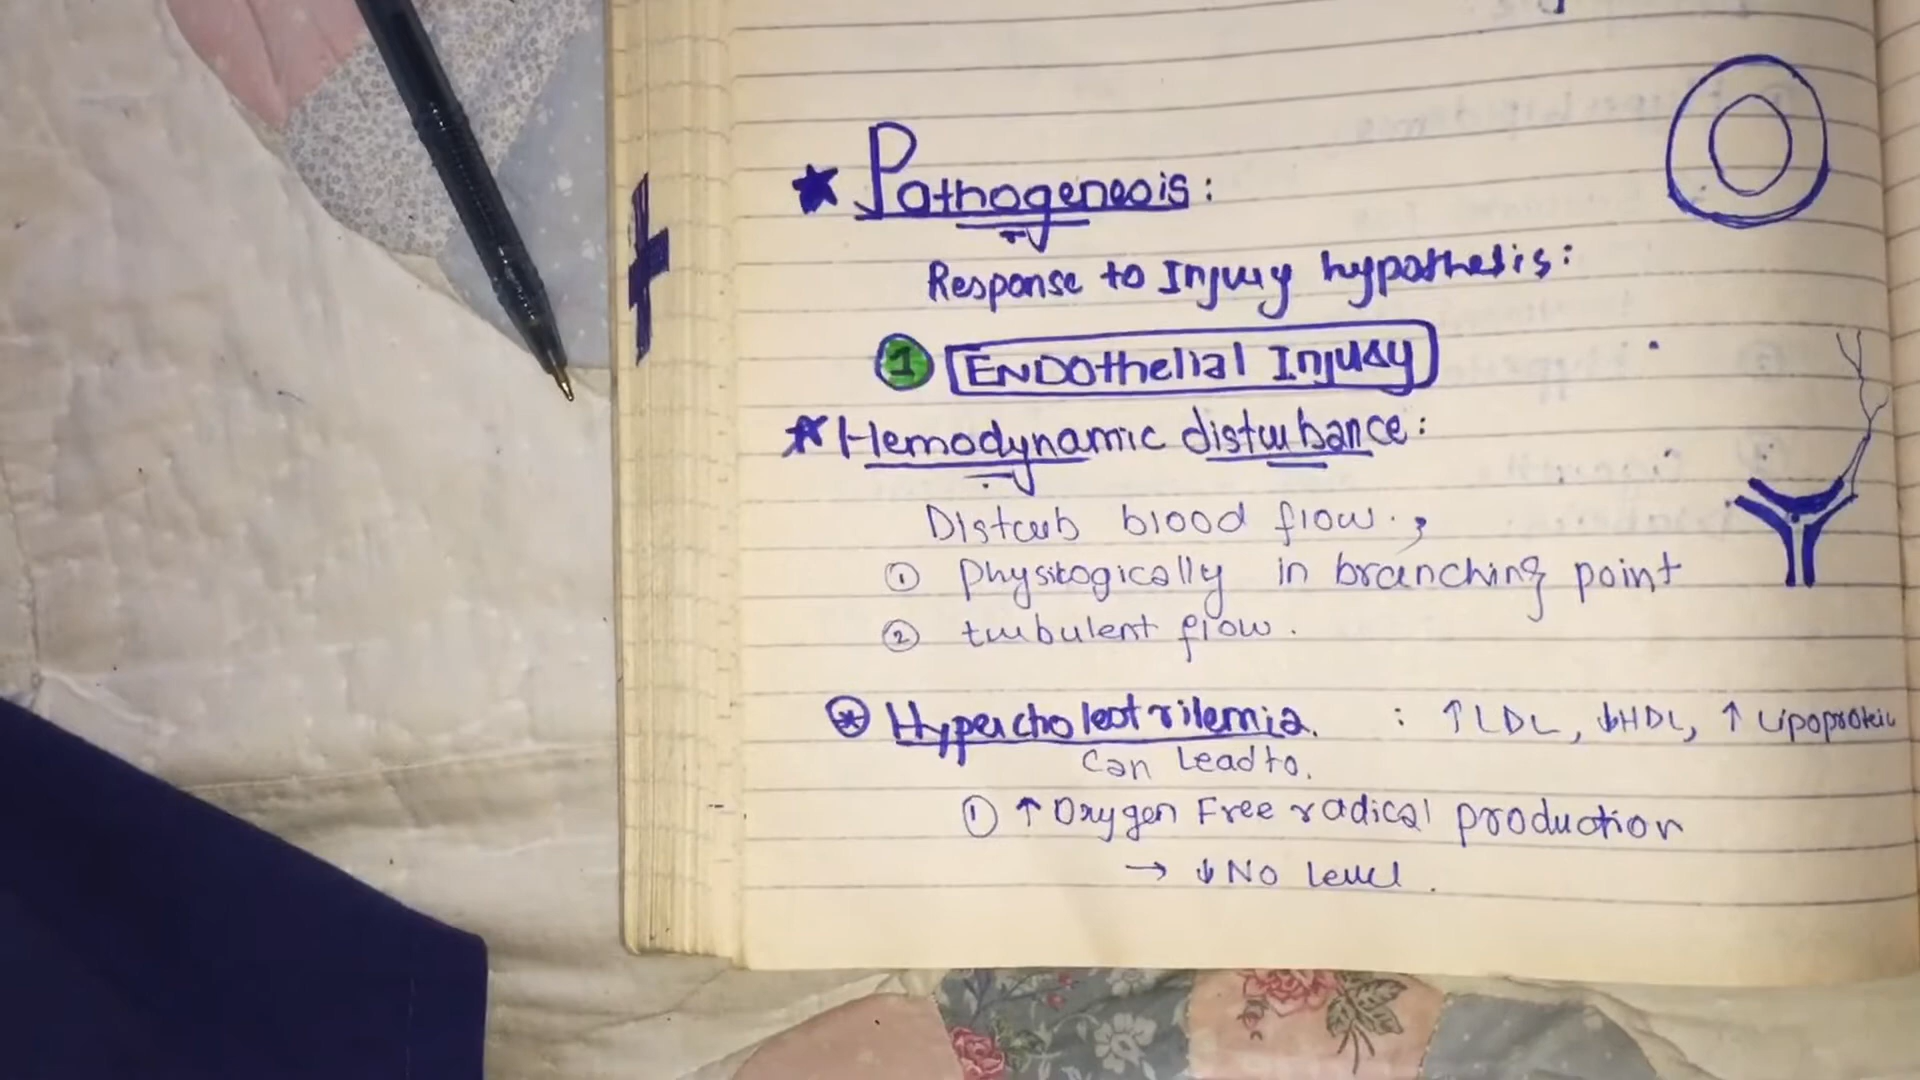 ★ Pathogenesis:
Response to Injury hypothesis:
1 ENDOthelial Injury
★ Hemodynamic disturbance:
Disturb blood flow.,
① physiologically in branching point
② turbulent flow.
Hypercholestrilemia. : ↑ LDL, ↓HDL, ↑ Lipoprotein
Can Lead to.
① ↑ Oxygen Free radical production
→ ↓ No level.